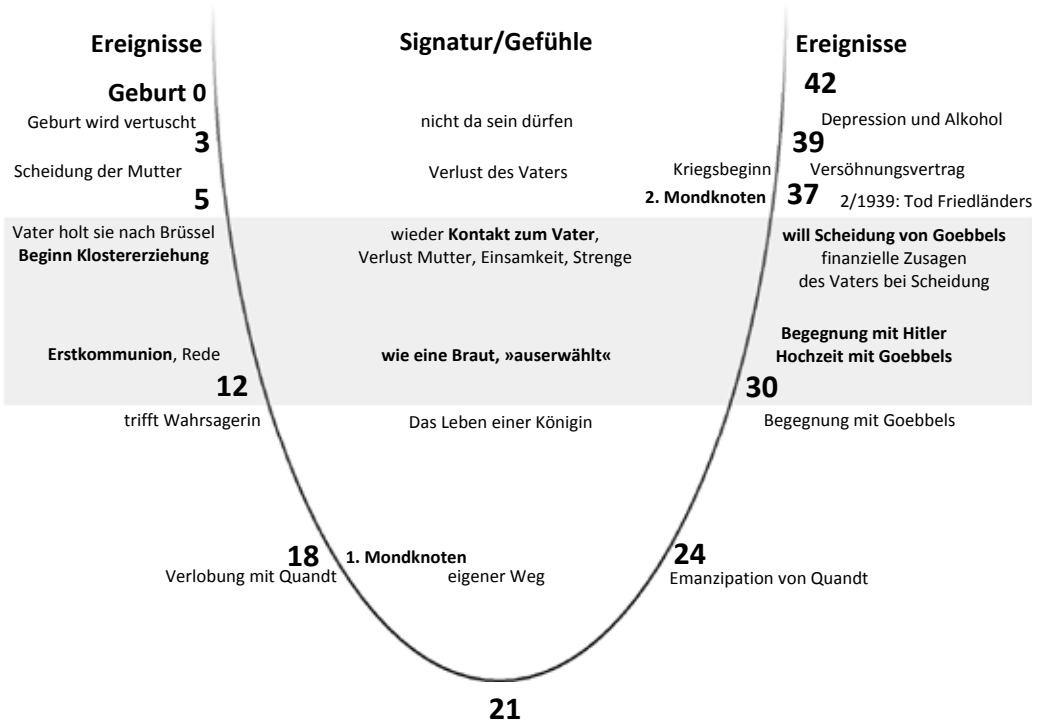 Ereignisse Signatur/Gefühle Ereignisse
Geburt 0 42
Geburt wird vertuscht nicht da sein dürfen Depression und Alkohol
3 39
Scheidung der Mutter Verlust des Vaters Kriegsbeginn Versöhnungsvertrag
5 2. Mondknoten 37 2/1939: Tod Friedländers
Vater holt sie nach Brüssel wieder Kontakt zum Vater, will Scheidung von Goebbels
Beginn Klostererziehung Verlust Mutter, Einsamkeit, Strenge finanzielle Zusagen
des Vaters bei Scheidung
Begegnung mit Hitler
Erstkommunion, Rede wie eine Braut, »auserwählt« Hochzeit mit Goebbels
12 30
trifft Wahrsagerin Das Leben einer Königin Begegnung mit Goebbels
18 1. Mondknoten 24
Verlobung mit Quandt eigener Weg Emanzipation von Quandt
21